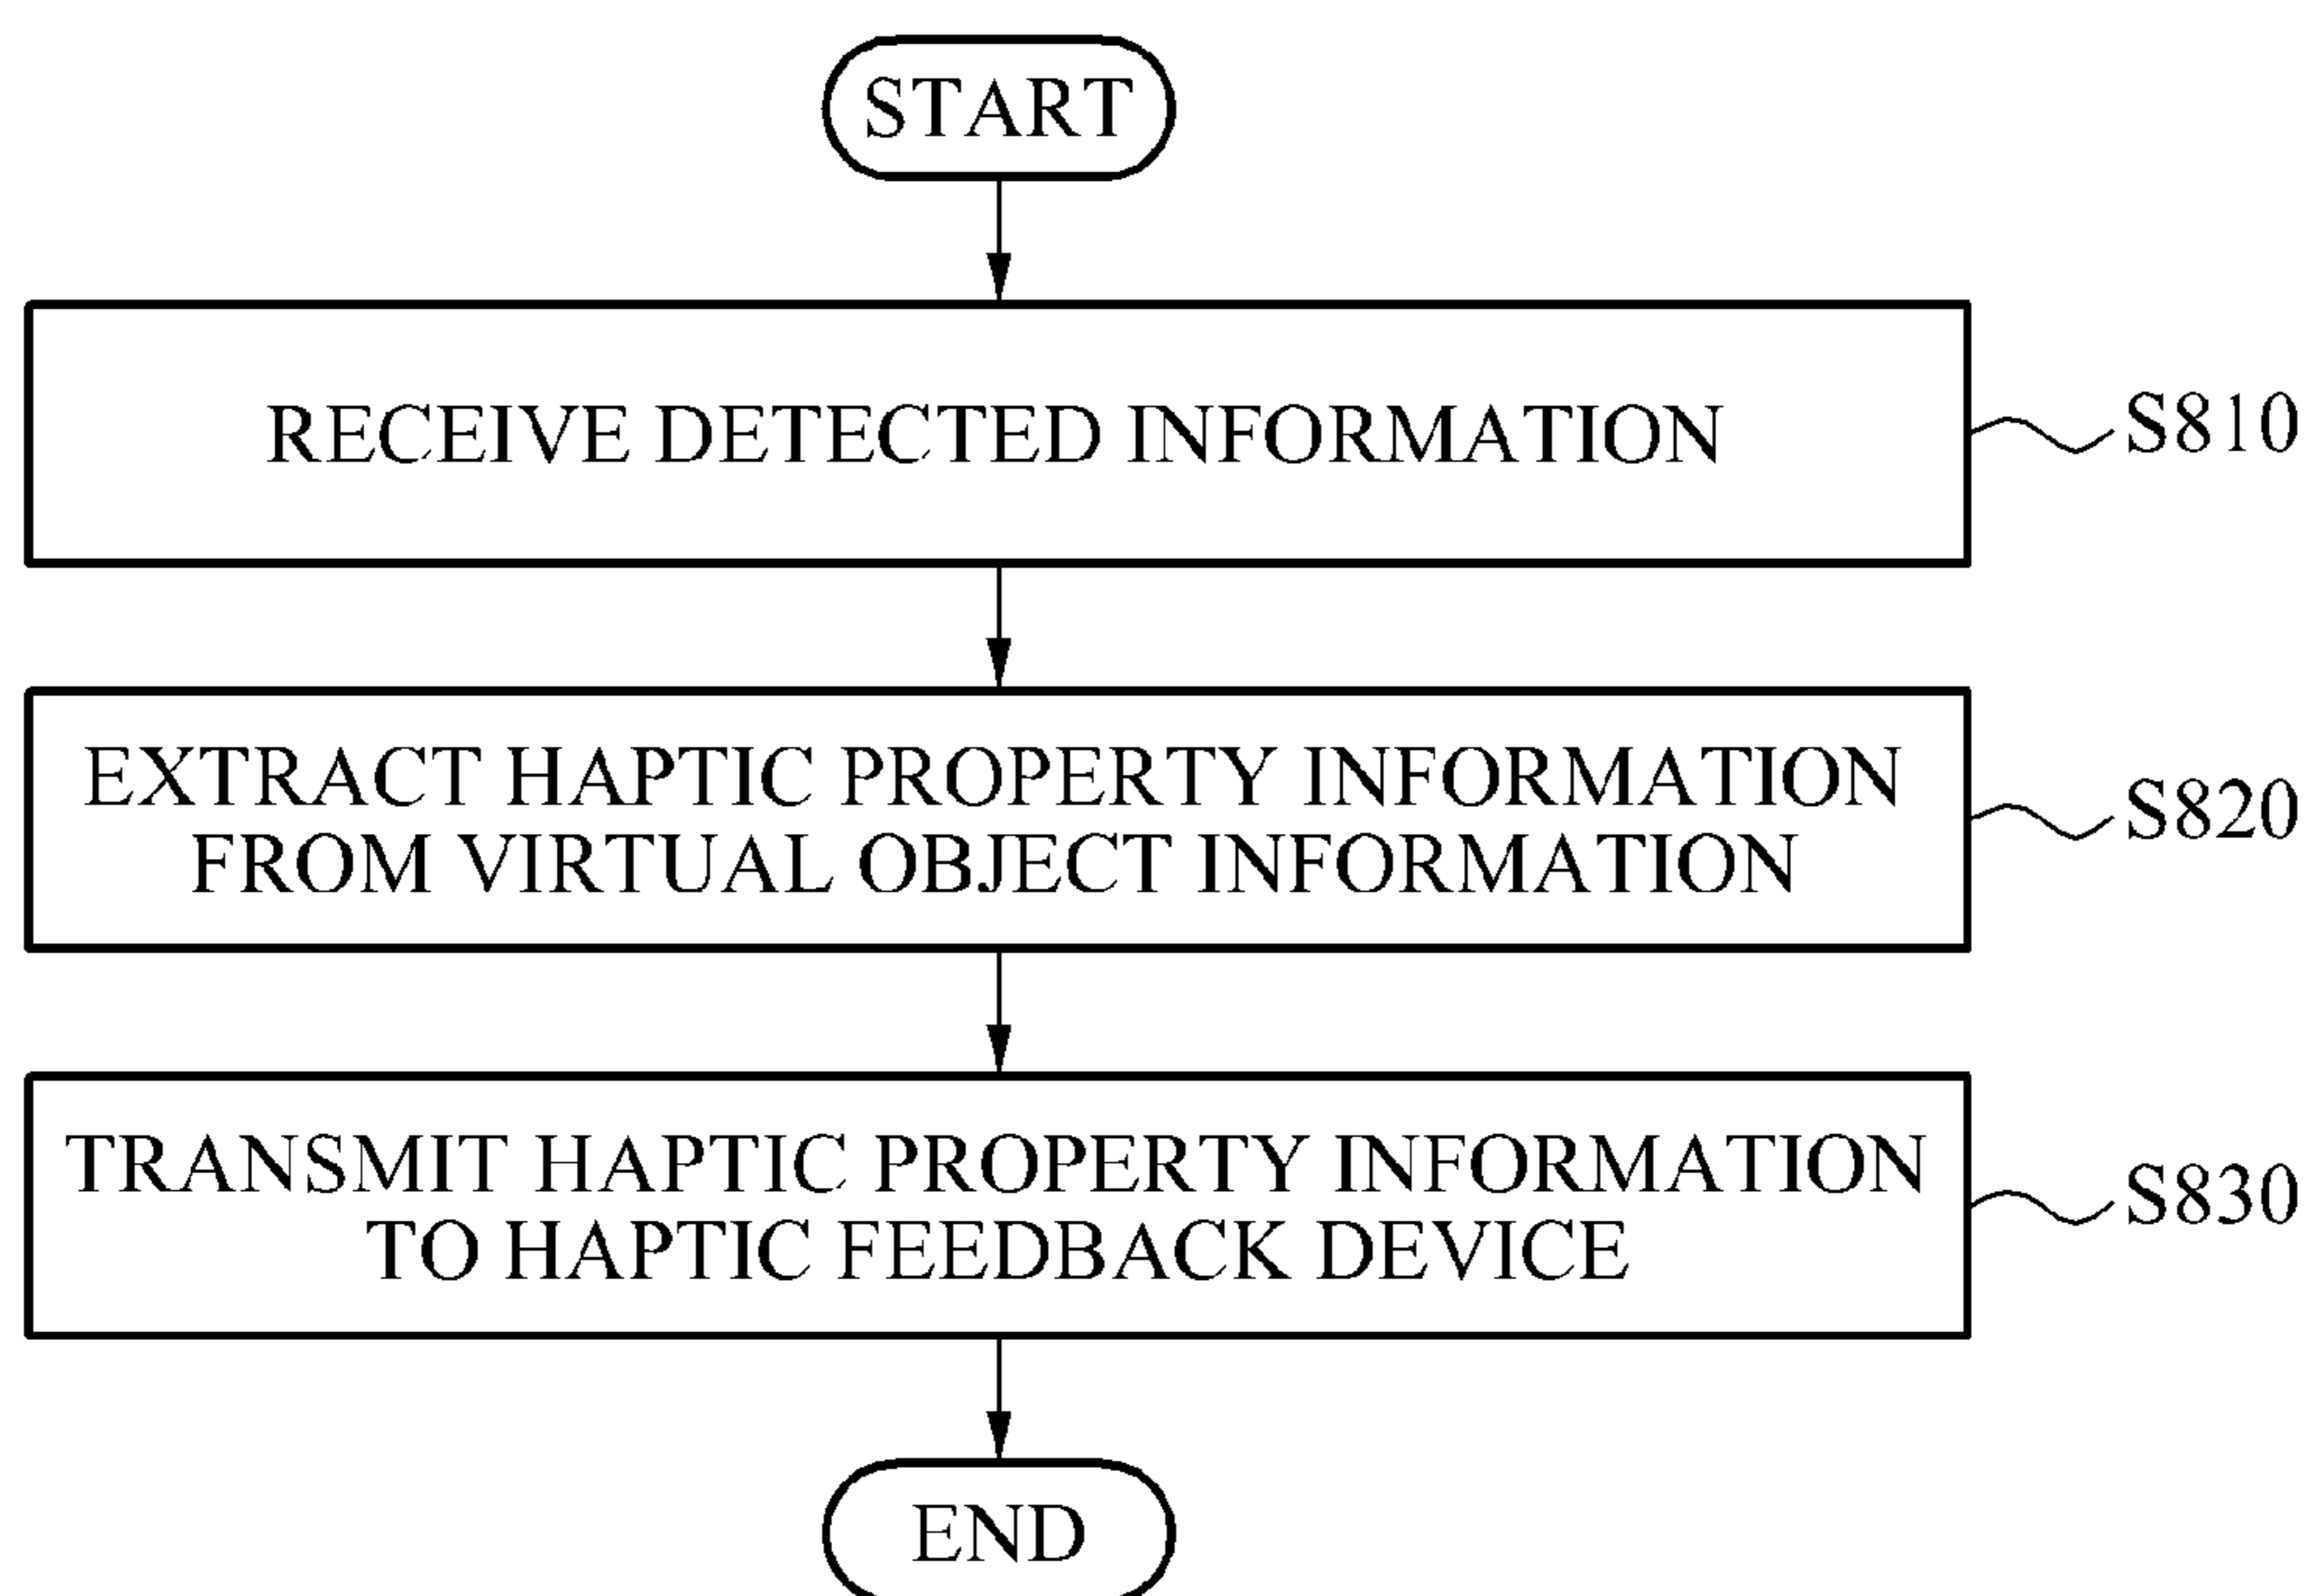 START
RECEIVE DETECTED INFORMATION
S810
EXTRACT HAPTIC PROPERTY INFORMATION
FROM VIRTUAL OBJECT INFORMATION
S820
TRANSMIT HAPTIC PROPERTY INFORMATION
TO HAPTIC FEEDBACK DEVICE
S830
END